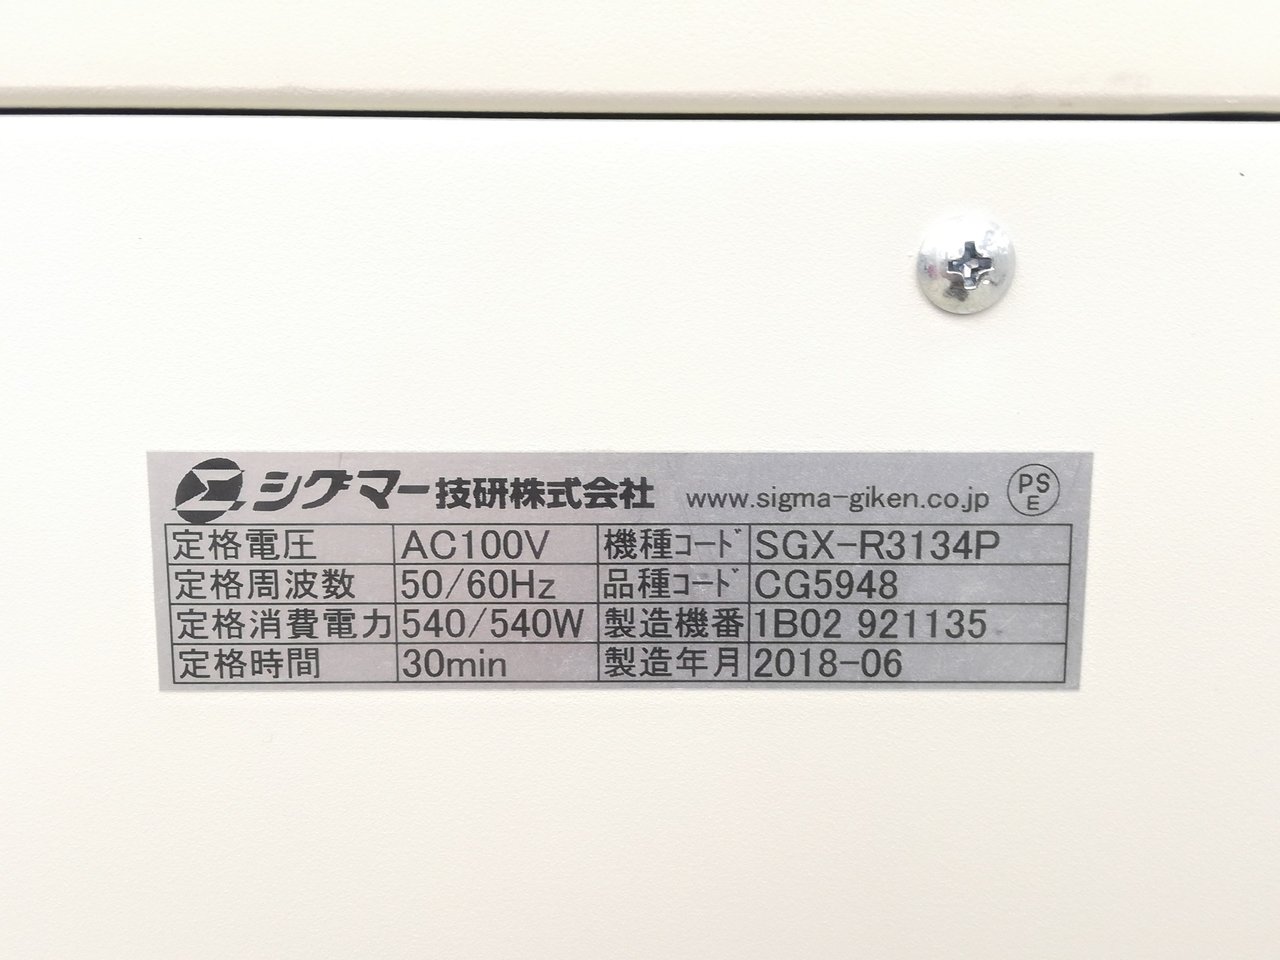 シグマー技研株式会社 www.sigma-giken.co.jp PSE
定格電圧 AC100V 機種ｺｰﾄﾞ SGX-R3134P
定格周波数 50/60Hz 品種ｺｰﾄﾞ CG5948
定格消費電力 540/540W 製造機番 1B02 921135
定格時間 30min 製造年月 2018-06